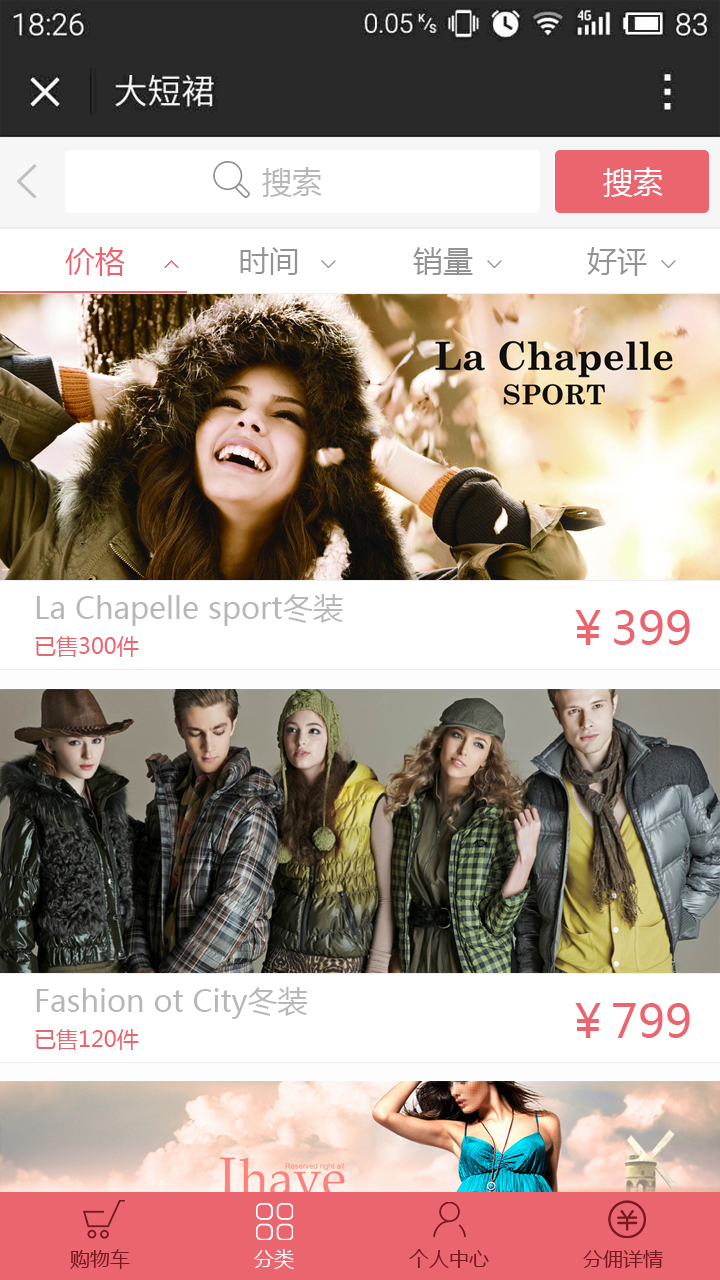 18:26 0.05 K/s 4G 83
大短裙
搜索 搜索
价格 时间 销量 好评
La Chapelle
SPORT
La Chapelle sport冬装
¥ 399
已售300件
Fashion ot City冬装
¥ 799
已售120件
Reserved right all
Ihave
购物车 分类 个人中心 分佣详情